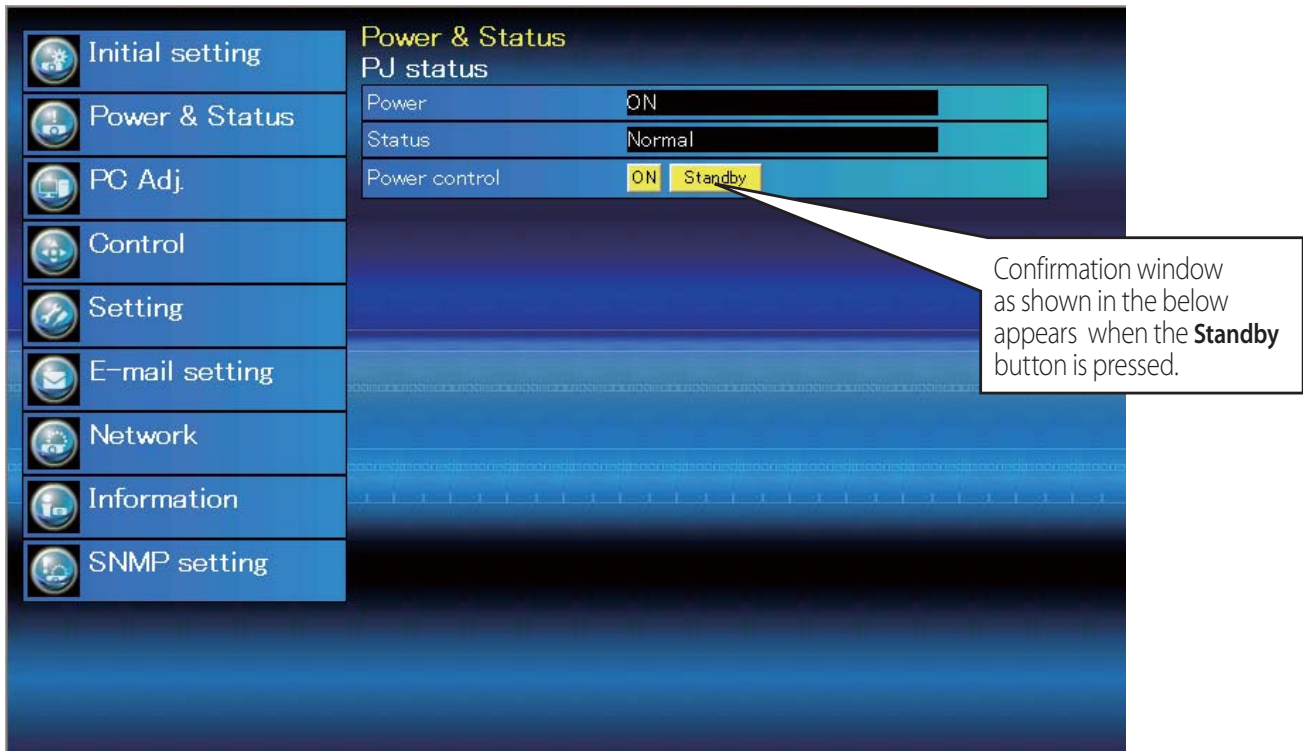 Initial setting
Power & Status
PC Adj.
Control
Setting
E-mail setting
Network
Information
SNMP setting
Power & Status
PJ status
Power ON
Status Normal
Power control ON Standby
Confirmation window
as shown in the below
appears when the Standby
button is pressed.